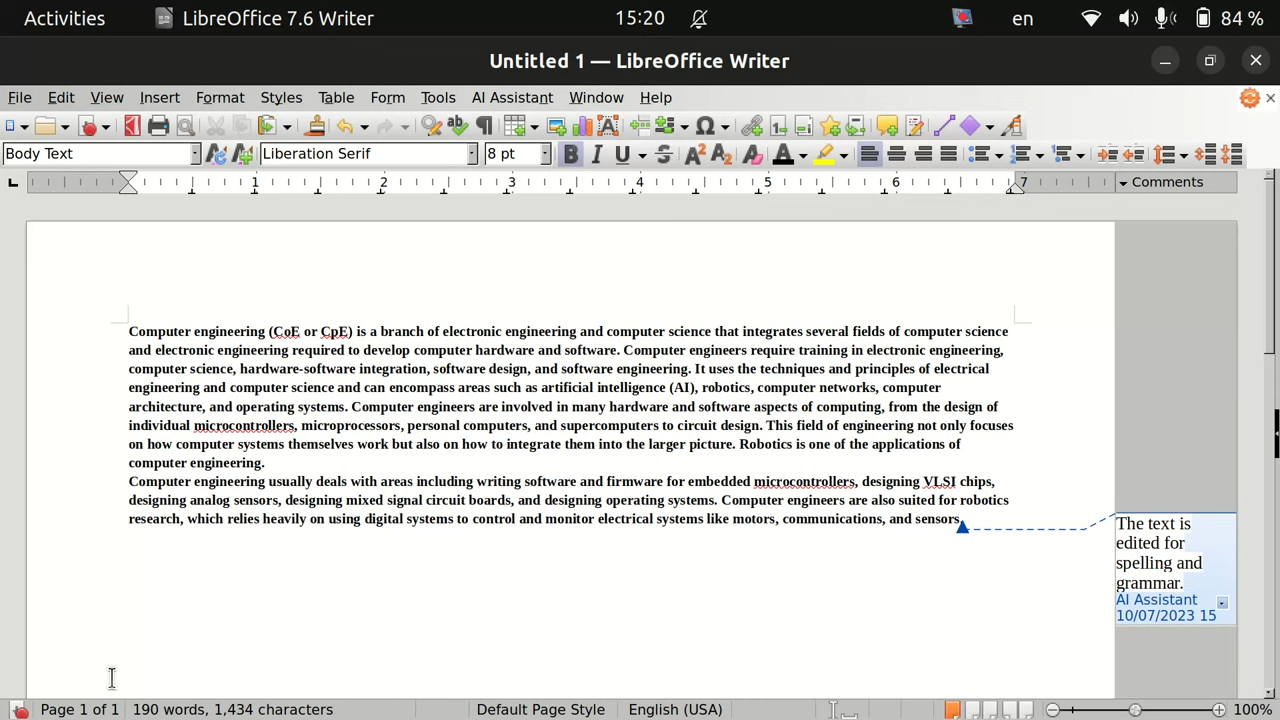 Activities LibreOffice 7.6 Writer 15:20 en 84 %
Untitled 1 — LibreOffice Writer
File Edit View Insert Format Styles Table Form Tools AI Assistant Window Help
Body Text Liberation Serif 8 pt
1 2 3 4 5 6 7 Comments
Computer engineering (CoE or CpE) is a branch of electronic engineering and computer science that integrates several fields of computer science
and electronic engineering required to develop computer hardware and software. Computer engineers require training in electronic engineering,
computer science, hardware-software integration, software design, and software engineering. It uses the techniques and principles of electrical
engineering and computer science and can encompass areas such as artificial intelligence (AI), robotics, computer networks, computer
architecture, and operating systems. Computer engineers are involved in many hardware and software aspects of computing, from the design of
individual microcontrollers, microprocessors, personal computers, and supercomputers to circuit design. This field of engineering not only focuses
on how computer systems themselves work but also on how to integrate them into the larger picture. Robotics is one of the applications of
computer engineering.
Computer engineering usually deals with areas including writing software and firmware for embedded microcontrollers, designing VLSI chips,
designing analog sensors, designing mixed signal circuit boards, and designing operating systems. Computer engineers are also suited for robotics
research, which relies heavily on using digital systems to control and monitor electrical systems like motors, communications, and sensors.
The text is
edited for
spelling and
grammar.
AI Assistant
10/07/2023 15
Page 1 of 1 190 words, 1,434 characters Default Page Style English (USA) 100%